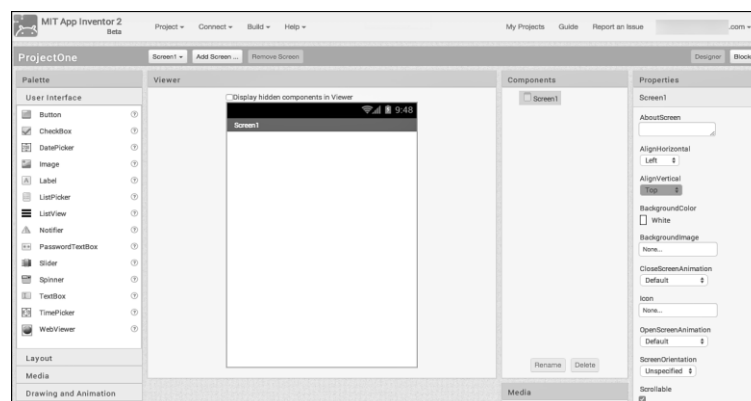 MIT App Inventor 2
Beta
Project
Connect
Build
Help
My Projects
Guide
Report an Issue
.com
ProjectOne
Screen1
Add Screen ...
Remove Screen
Designer
Block
Palette
User Interface
Button
CheckBox
DatePicker
Image
Label
ListPicker
ListView
Notifier
PasswordTextBox
Slider
Spinner
TextBox
TimePicker
WebViewer
Layout
Media
Drawing and Animation
Viewer
Display hidden components in Viewer
9:48
Screen1
Components
Screen1
Rename
Delete
Media
Properties
Screen1
AboutScreen
AlignHorizontal
Left
AlignVertical
Top
BackgroundColor
White
BackgroundImage
None...
CloseScreenAnimation
Default
Icon
None...
OpenScreenAnimation
Default
ScreenOrientation
Unspecified
Scrollable